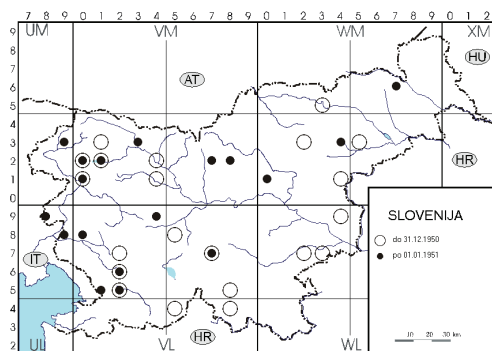 7 8 9 0 1 2 3 4 5 6 7 8 9 0 1 2 3 4 5 6 7 8 9 0 1 2
UM VM WM XM
9
8
7
6
5
4
3
2
1
0
9
8
7
6
5
4
3
2
AT
HU
HR
IT
HR
UL VL WL
SLOVENIJA
do 31.12.1950
po 01.01.1951
10 20 30 km